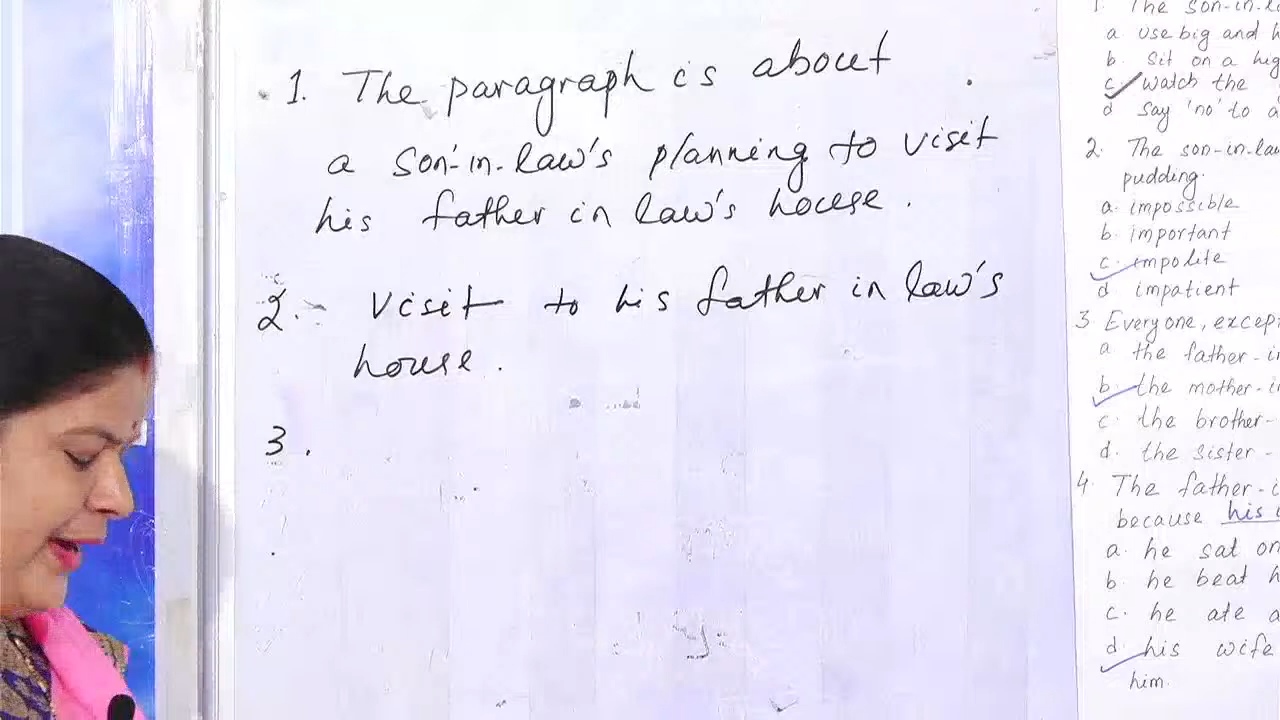 1. The paragraph is about
a son-in-law's planning to visit
his father in law's house.
2. Visit to his father in law's
house.
3.
1. The son-in-l
a use big and h
b. sit on a hig
c. watch the
d say 'no' to a
2. The son-in-law
pudding.
a. impossible
b. important
c. impolite
d impatient
3 Everyone, excep
a. the father-i
b. the mother-i
c. the brother-
d. the sister-
4. The father-i
because his
a. he sat on
b. he beat h
c. he ate a
d. his wife
him.